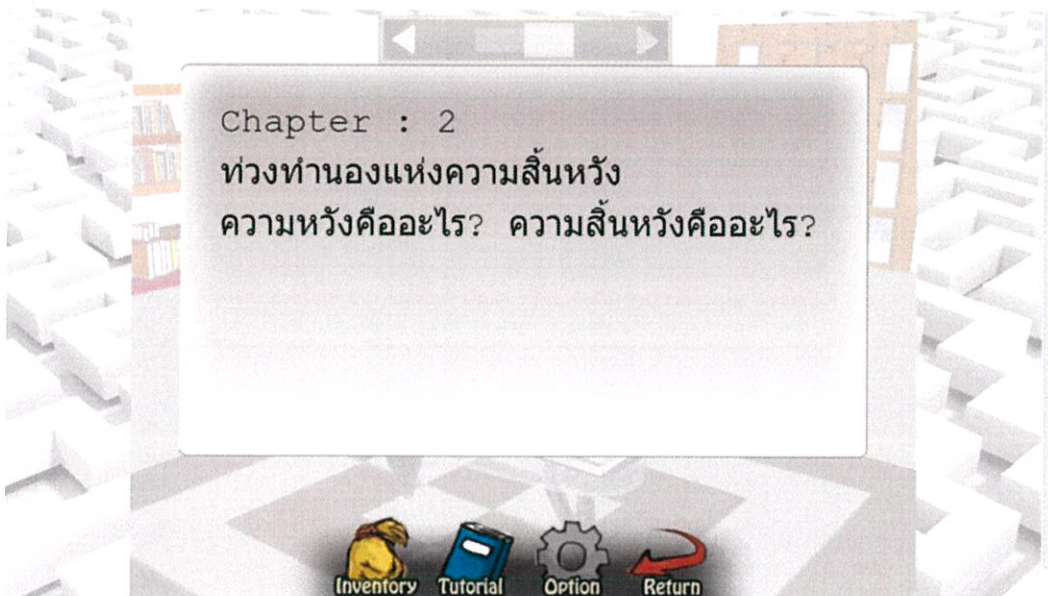 Chapter : 2
ท่วงทำนองแห่งความสิ้นหวัง
ความหวังคืออะไร? ความสิ้นหวังคืออะไร?
Inventory Tutorial Option Return